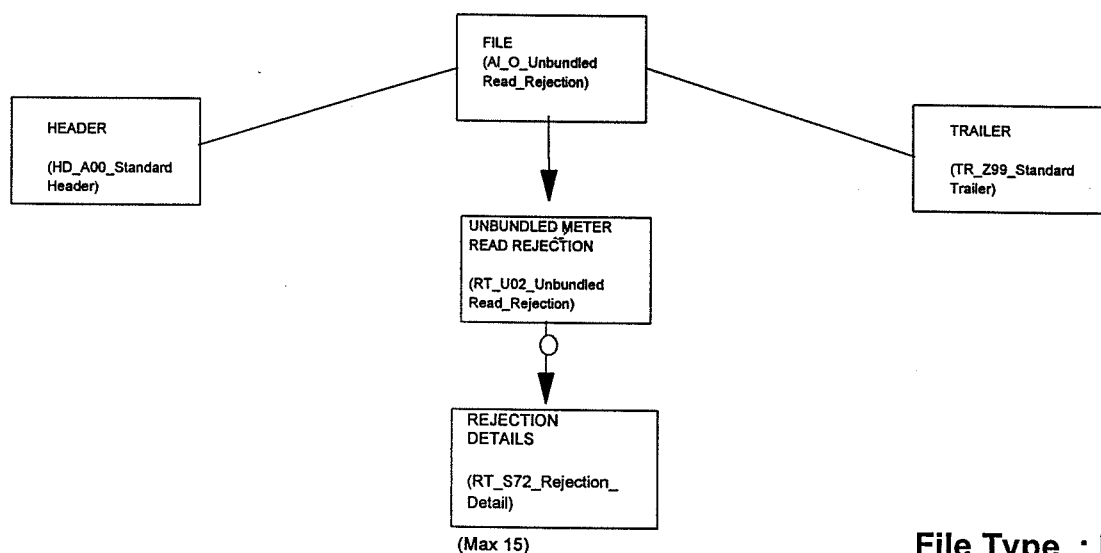 FILE
(AI_O_Unbundled
Read_Rejection)
HEADER
(HD_A00_Standard
Header)
TRAILER
(TR_Z99_Standard
Trailer)
UNBUNDLED METER
READ REJECTION
(RT_U02_Unbundled
Read_Rejection)
REJECTION
DETAILS
(RT_S72_Rejection_
Detail)
(Max 15)
File Type :